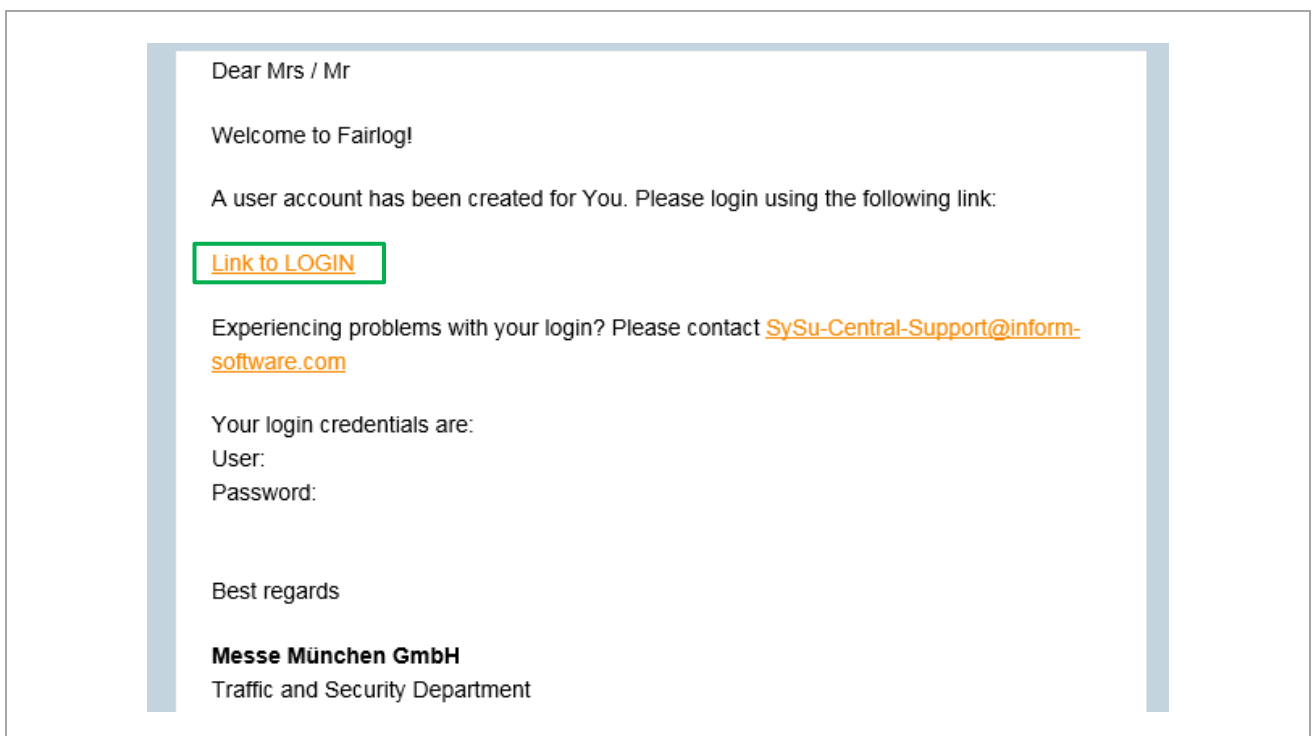 Dear Mrs / Mr
Welcome to Fairlog!
A user account has been created for You. Please login using the following link:
Link to LOGIN
Experiencing problems with your login? Please contact SySu-Central-Support@inform-
software.com
Your login credentials are:
User:
Password:
Best regards
Messe München GmbH
Traffic and Security Department